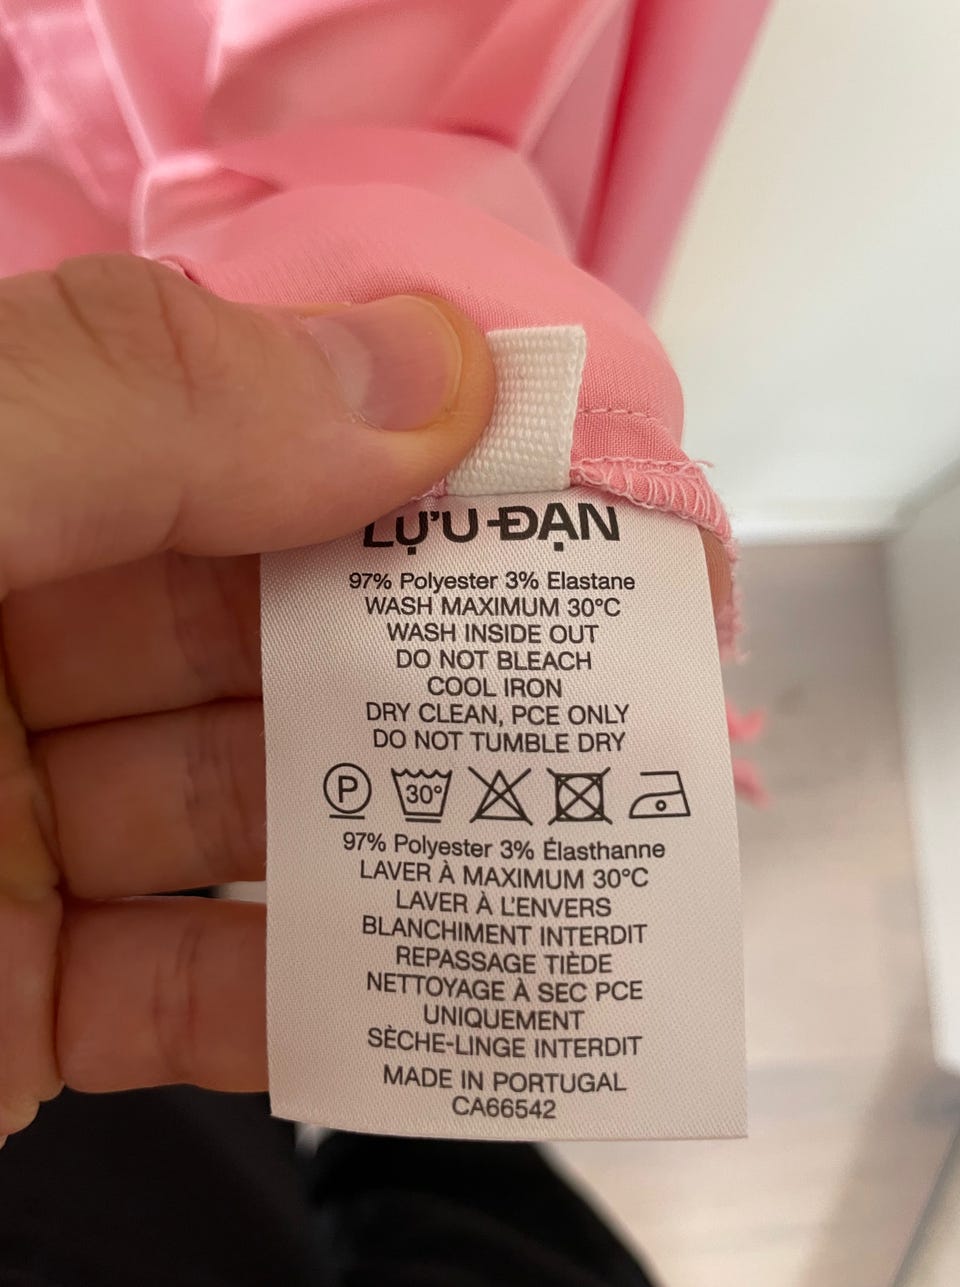 LỰU ĐẠN
97% Polyester 3% Elastane
WASH MAXIMUM 30°C
WASH INSIDE OUT
DO NOT BLEACH
COOL IRON
DRY CLEAN, PCE ONLY
DO NOT TUMBLE DRY
P 30°
97% Polyester 3% Élasthanne
LAVER À MAXIMUM 30°C
LAVER À L'ENVERS
BLANCHIMENT INTERDIT
REPASSAGE TIÈDE
NETTOYAGE À SEC PCE
UNIQUEMENT
SÈCHE-LINGE INTERDIT
MADE IN PORTUGAL
CA66542